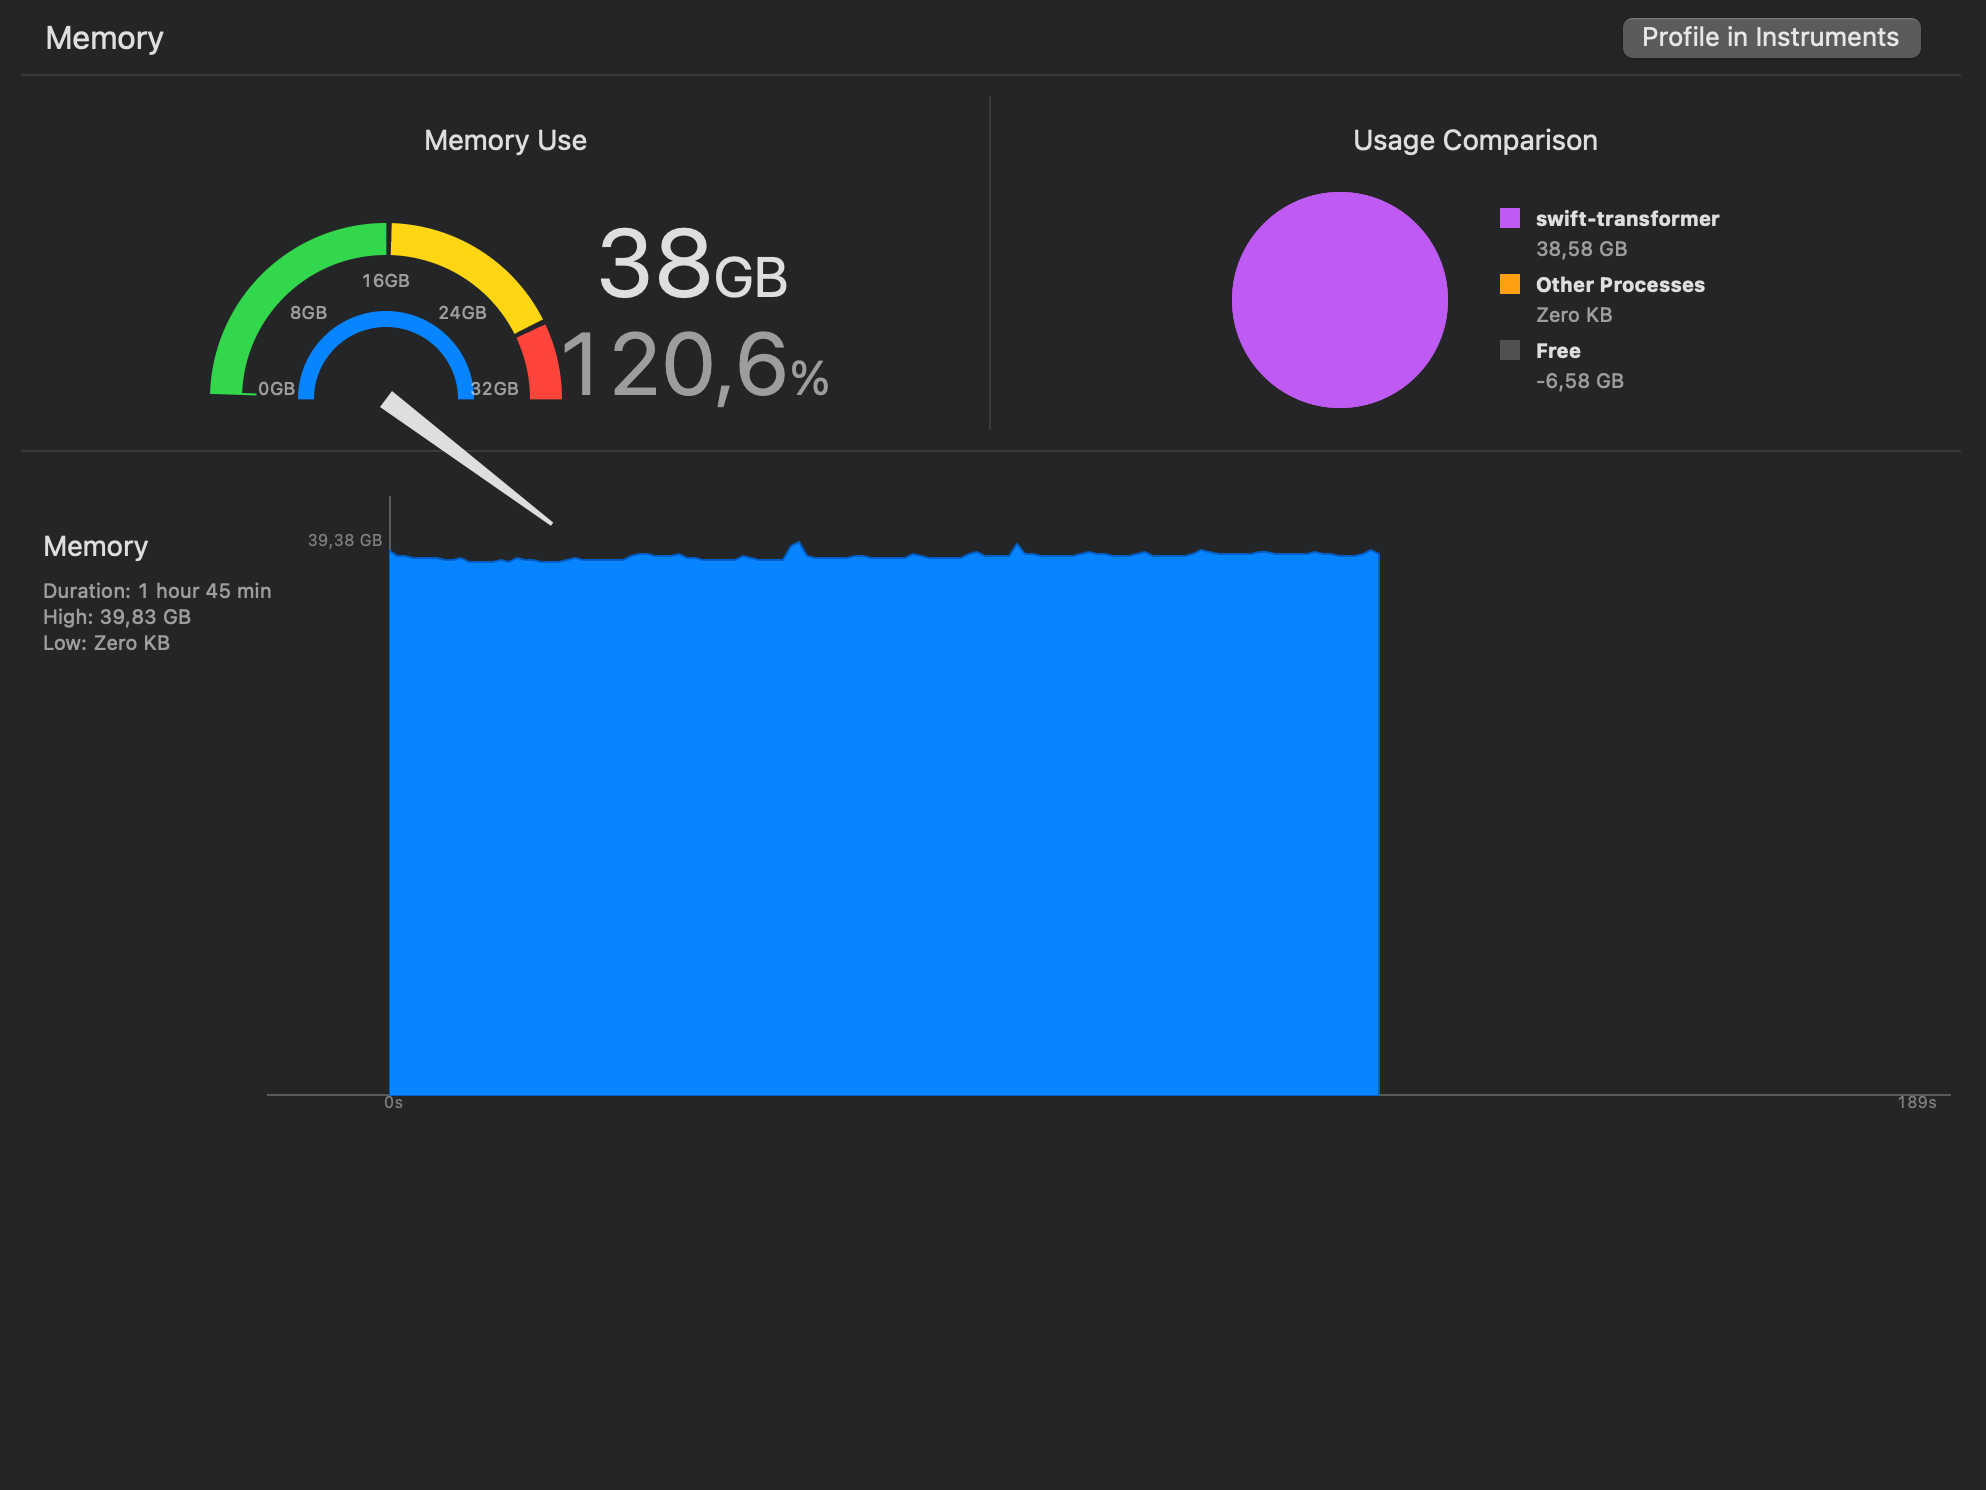 Memory
Profile in Instruments
Memory Use
Usage Comparison
38GB
120,6%
0GB
8GB
16GB
24GB
32GB
swift-transformer
38,58 GB
Other Processes
Zero KB
Free
-6,58 GB
Memory
Duration: 1 hour 45 min
High: 39,83 GB
Low: Zero KB
39,38 GB
0s
189s